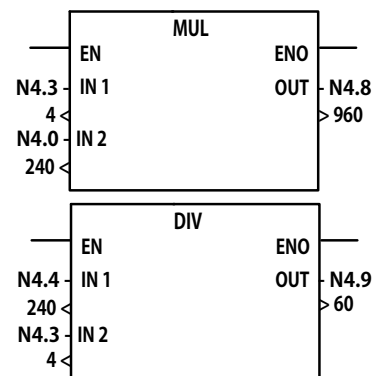 MUL
EN ENO
N4.3 IN 1 OUT N4.8
4 960
N4.0 IN 2
240
DIV
EN ENO
N4.4 IN 1 OUT N4.9
240 60
N4.3 IN 2
4